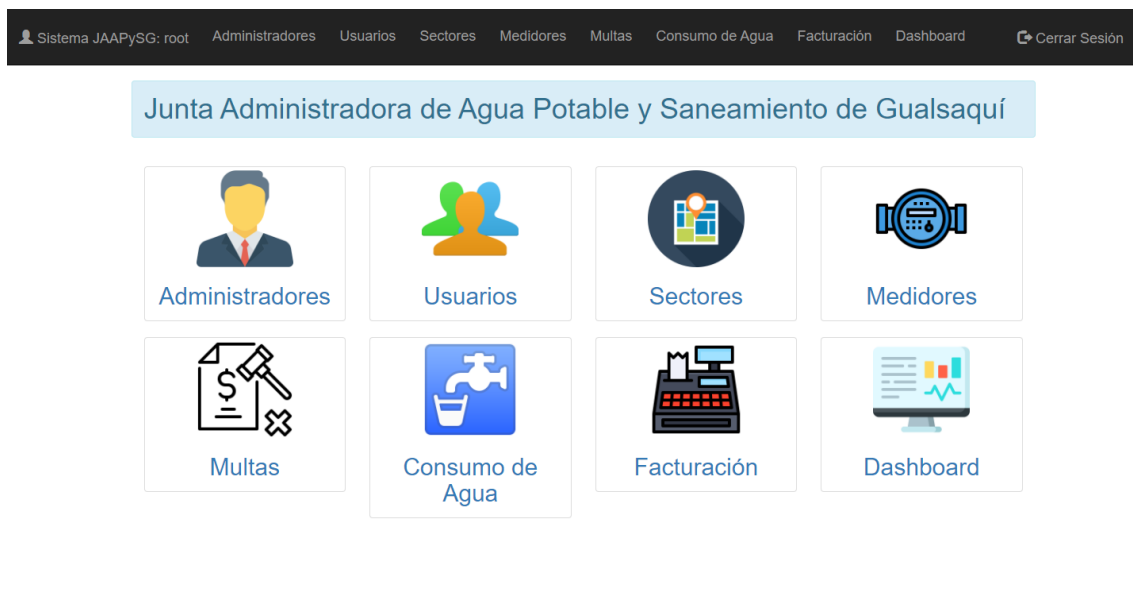 Sistema JAAPySG: root Administradores Usuarios Sectores Medidores Multas Consumo de Agua Facturación Dashboard Cerrar Sesión
Junta Administradora de Agua Potable y Saneamiento de Gualsaquí
Administradores
Usuarios
Sectores
Medidores
$
Multas
Consumo de
Agua
Facturación
Dashboard